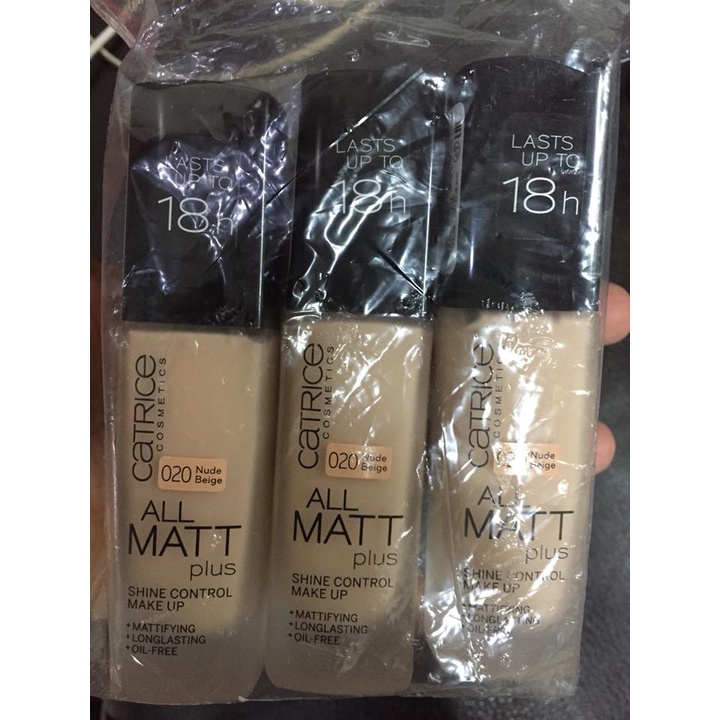 LASTS
UP TO
18h
CATRICE
COSMETICS
020 Nude
Beige
ALL
MATT
plus
SHINE CONTROL
MAKE UP
+ MATTIFYING
+ LONGLASTING
+ OIL-FREE
LASTS
UP TO
18h
CATRICE
COSMETICS
020 Nude
Beige
ALL
MATT
plus
SHINE CONTROL
MAKE UP
+ MATTIFYING
+ LONGLASTING
+ OIL-FREE
LASTS
UP TO
18h
CATRICE
COSMETICS
Nude
Beige
ALL
MATT
plus
SHINE CONTROL
MAKE UP
+ MATTIFYING
+ LONGLASTING
+ OIL-FREE